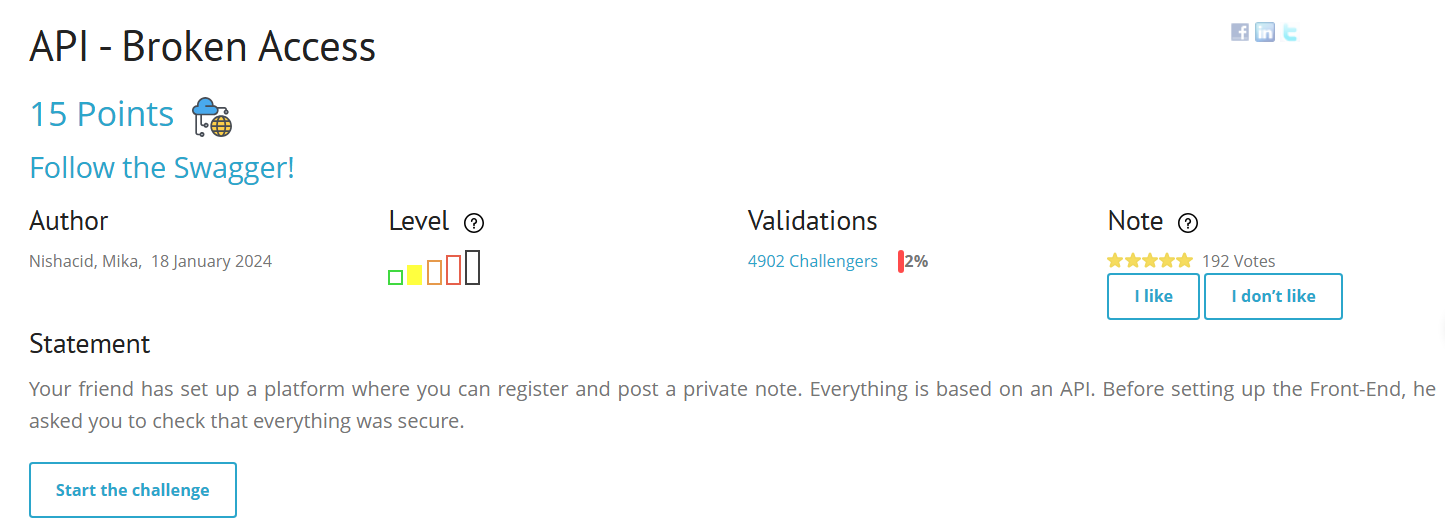 API - Broken Access
15 Points
Follow the Swagger!
Author
Nishacid, Mika, 18 January 2024
Level ?
Validations
4902 Challengers 2%
Note ?
192 Votes
I like
I don’t like
Statement
Your friend has set up a platform where you can register and post a private note. Everything is based on an API. Before setting up the Front-End, he
asked you to check that everything was secure.
Start the challenge